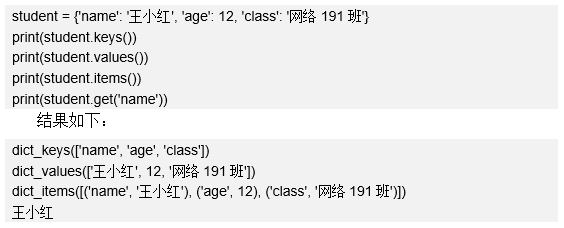 student = {'name': '王小红', 'age': 12, 'class': '网络 191 班'}
print(student.keys())
print(student.values())
print(student.items())
print(student.get('name'))
结果如下：
dict_keys(['name', 'age', 'class'])
dict_values(['王小红', 12, '网络 191 班'])
dict_items([('name', '王小红'), ('age', 12), ('class', '网络 191 班')])
王小红